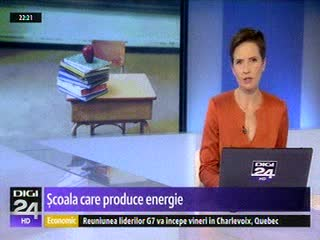 22:21
DIGI
24
HD
Școala care produce energie
DIGI
24
HD
Economic
Reuniunea liderilor G7 va începe vineri în Charlevoix, Quebec